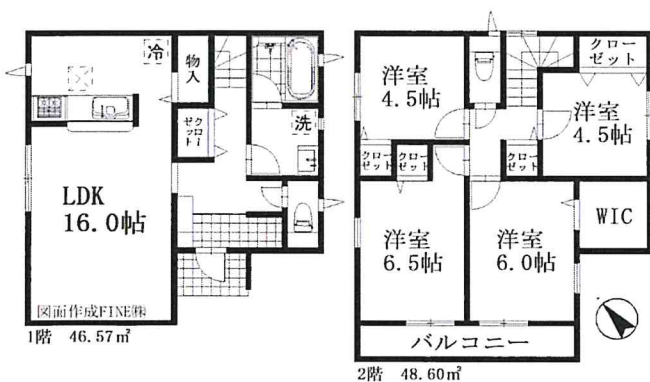 冷
物入
クローゼット
洗
LDK
16.0帖
図面作成FINE㈱
1階 46.57㎡
洋室
4.5帖
クローゼット
洋室
4.5帖
クローゼット
クローゼット
クローゼット
洋室
6.5帖
洋室
6.0帖
WIC
バルコニー
2階 48.60㎡